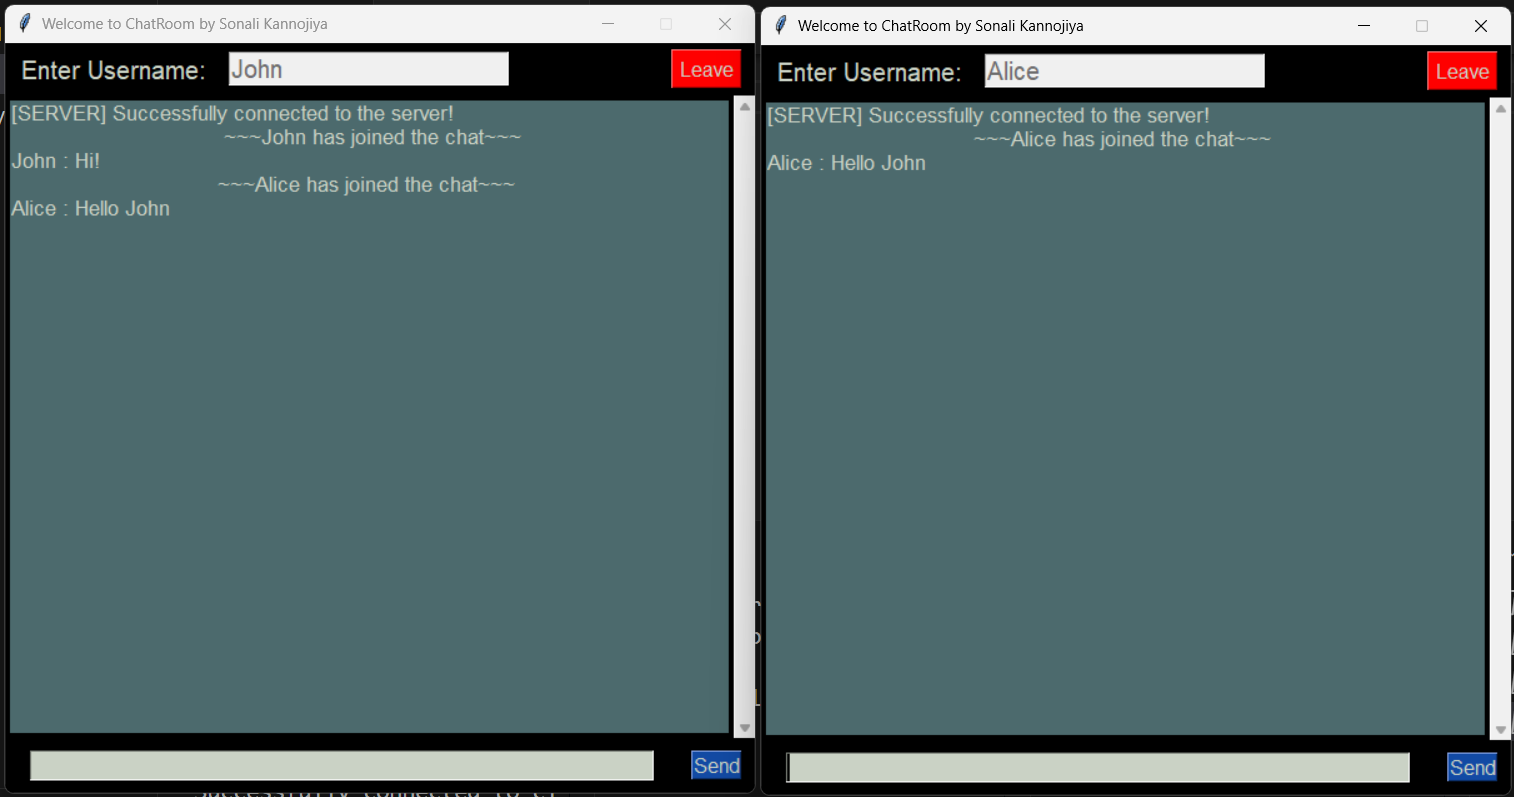 Welcome to ChatRoom by Sonali Kannojiya
Enter Username: John Leave
[SERVER] Successfully connected to the server!
~~~John has joined the chat~~~
John : Hi!
~~~Alice has joined the chat~~~
Alice : Hello John
Send
Welcome to ChatRoom by Sonali Kannojiya
Enter Username: Alice Leave
[SERVER] Successfully connected to the server!
~~~Alice has joined the chat~~~
Alice : Hello John
Send